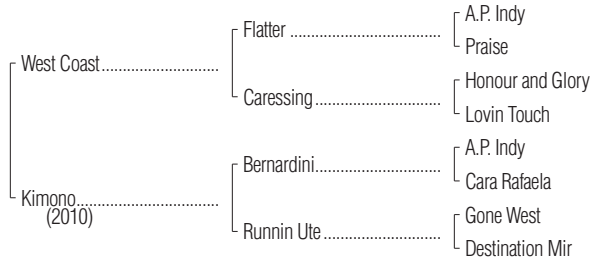 A.P. Indy
Flatter
Praise
West Coast
Honour and Glory
Caressing
Lovin Touch
A.P. Indy
Bernardini
Cara Rafaela
Kimono
(2010)
Gone West
Runnin Ute
Destination Mir